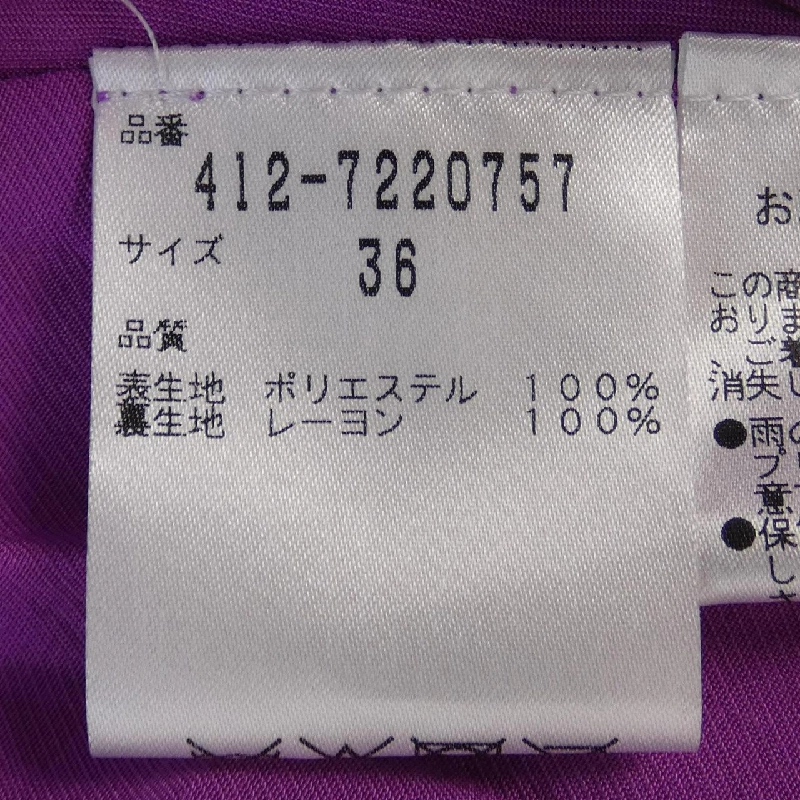 品番
412-7220757
サイズ 36
品質
表生地 ポリエステル 100%
裏生地 レーヨン 100%
お
この商
おりま
ご着
消失し
●雨の
プリ
意
●保
し
さ